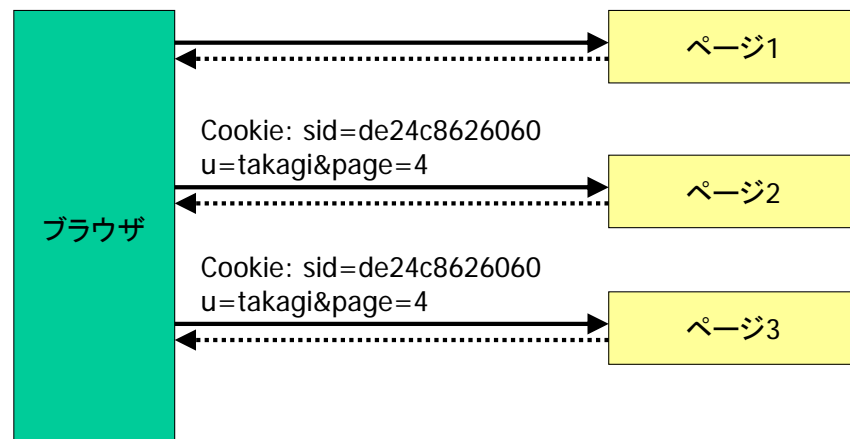 ページ1
Cookie: sid=de24c8626060
u=takagi&page=4
ページ2
ブラウザ
Cookie: sid=de24c8626060
u=takagi&page=4
ページ3